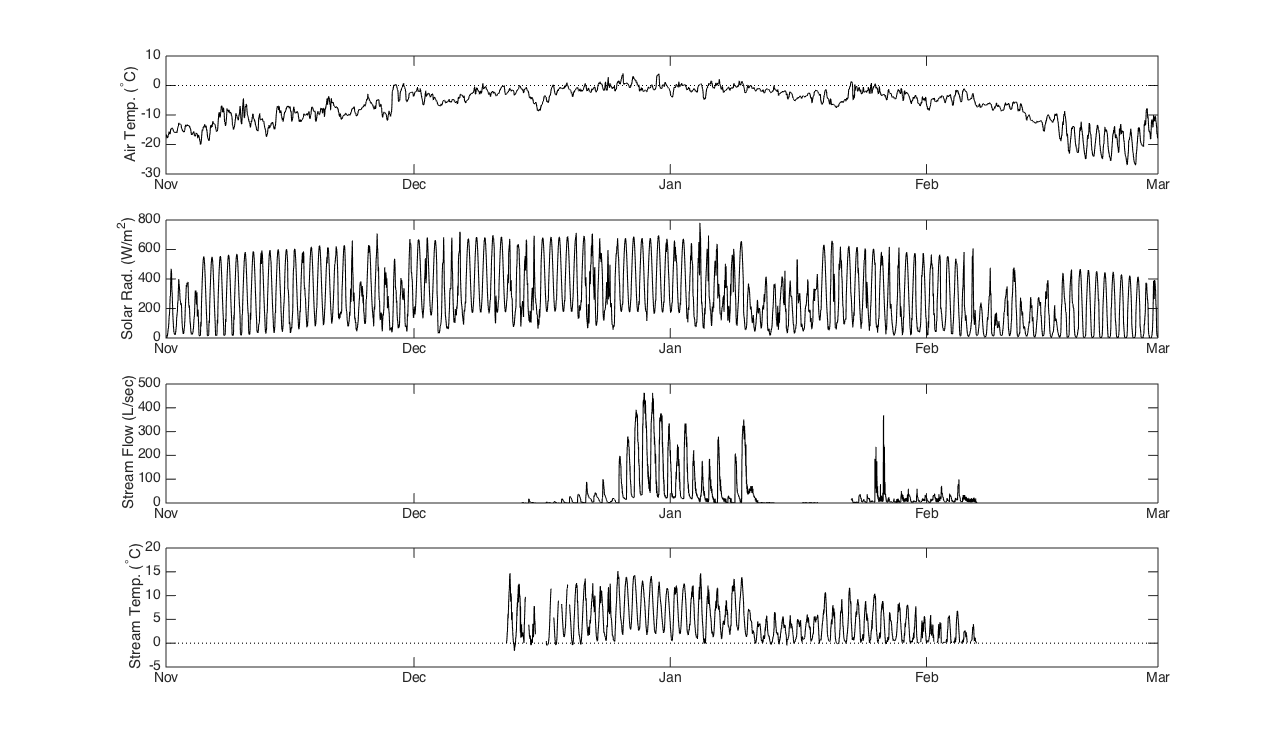 Air Temp. (°C)
10
0
-10
-20
-30
Nov Dec Jan Feb Mar
Solar Rad. (W/m²)
800
600
400
200
0
Nov Dec Jan Feb Mar
Stream Flow (L/sec)
500
400
300
200
100
0
Nov Dec Jan Feb Mar
Stream Temp. (°C)
20
15
10
5
0
-5
Nov Dec Jan Feb Mar